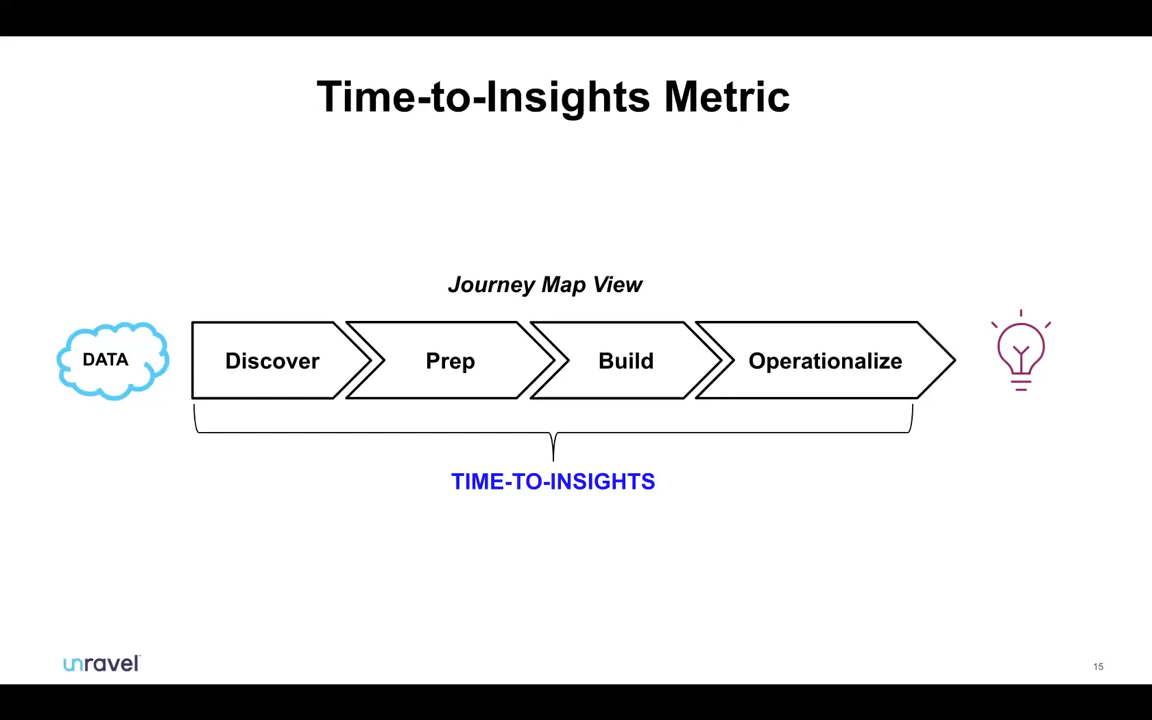 Time-to-Insights Metric
Journey Map View
DATA
Discover
Prep
Build
Operationalize
TIME-TO-INSIGHTS
unravel
15